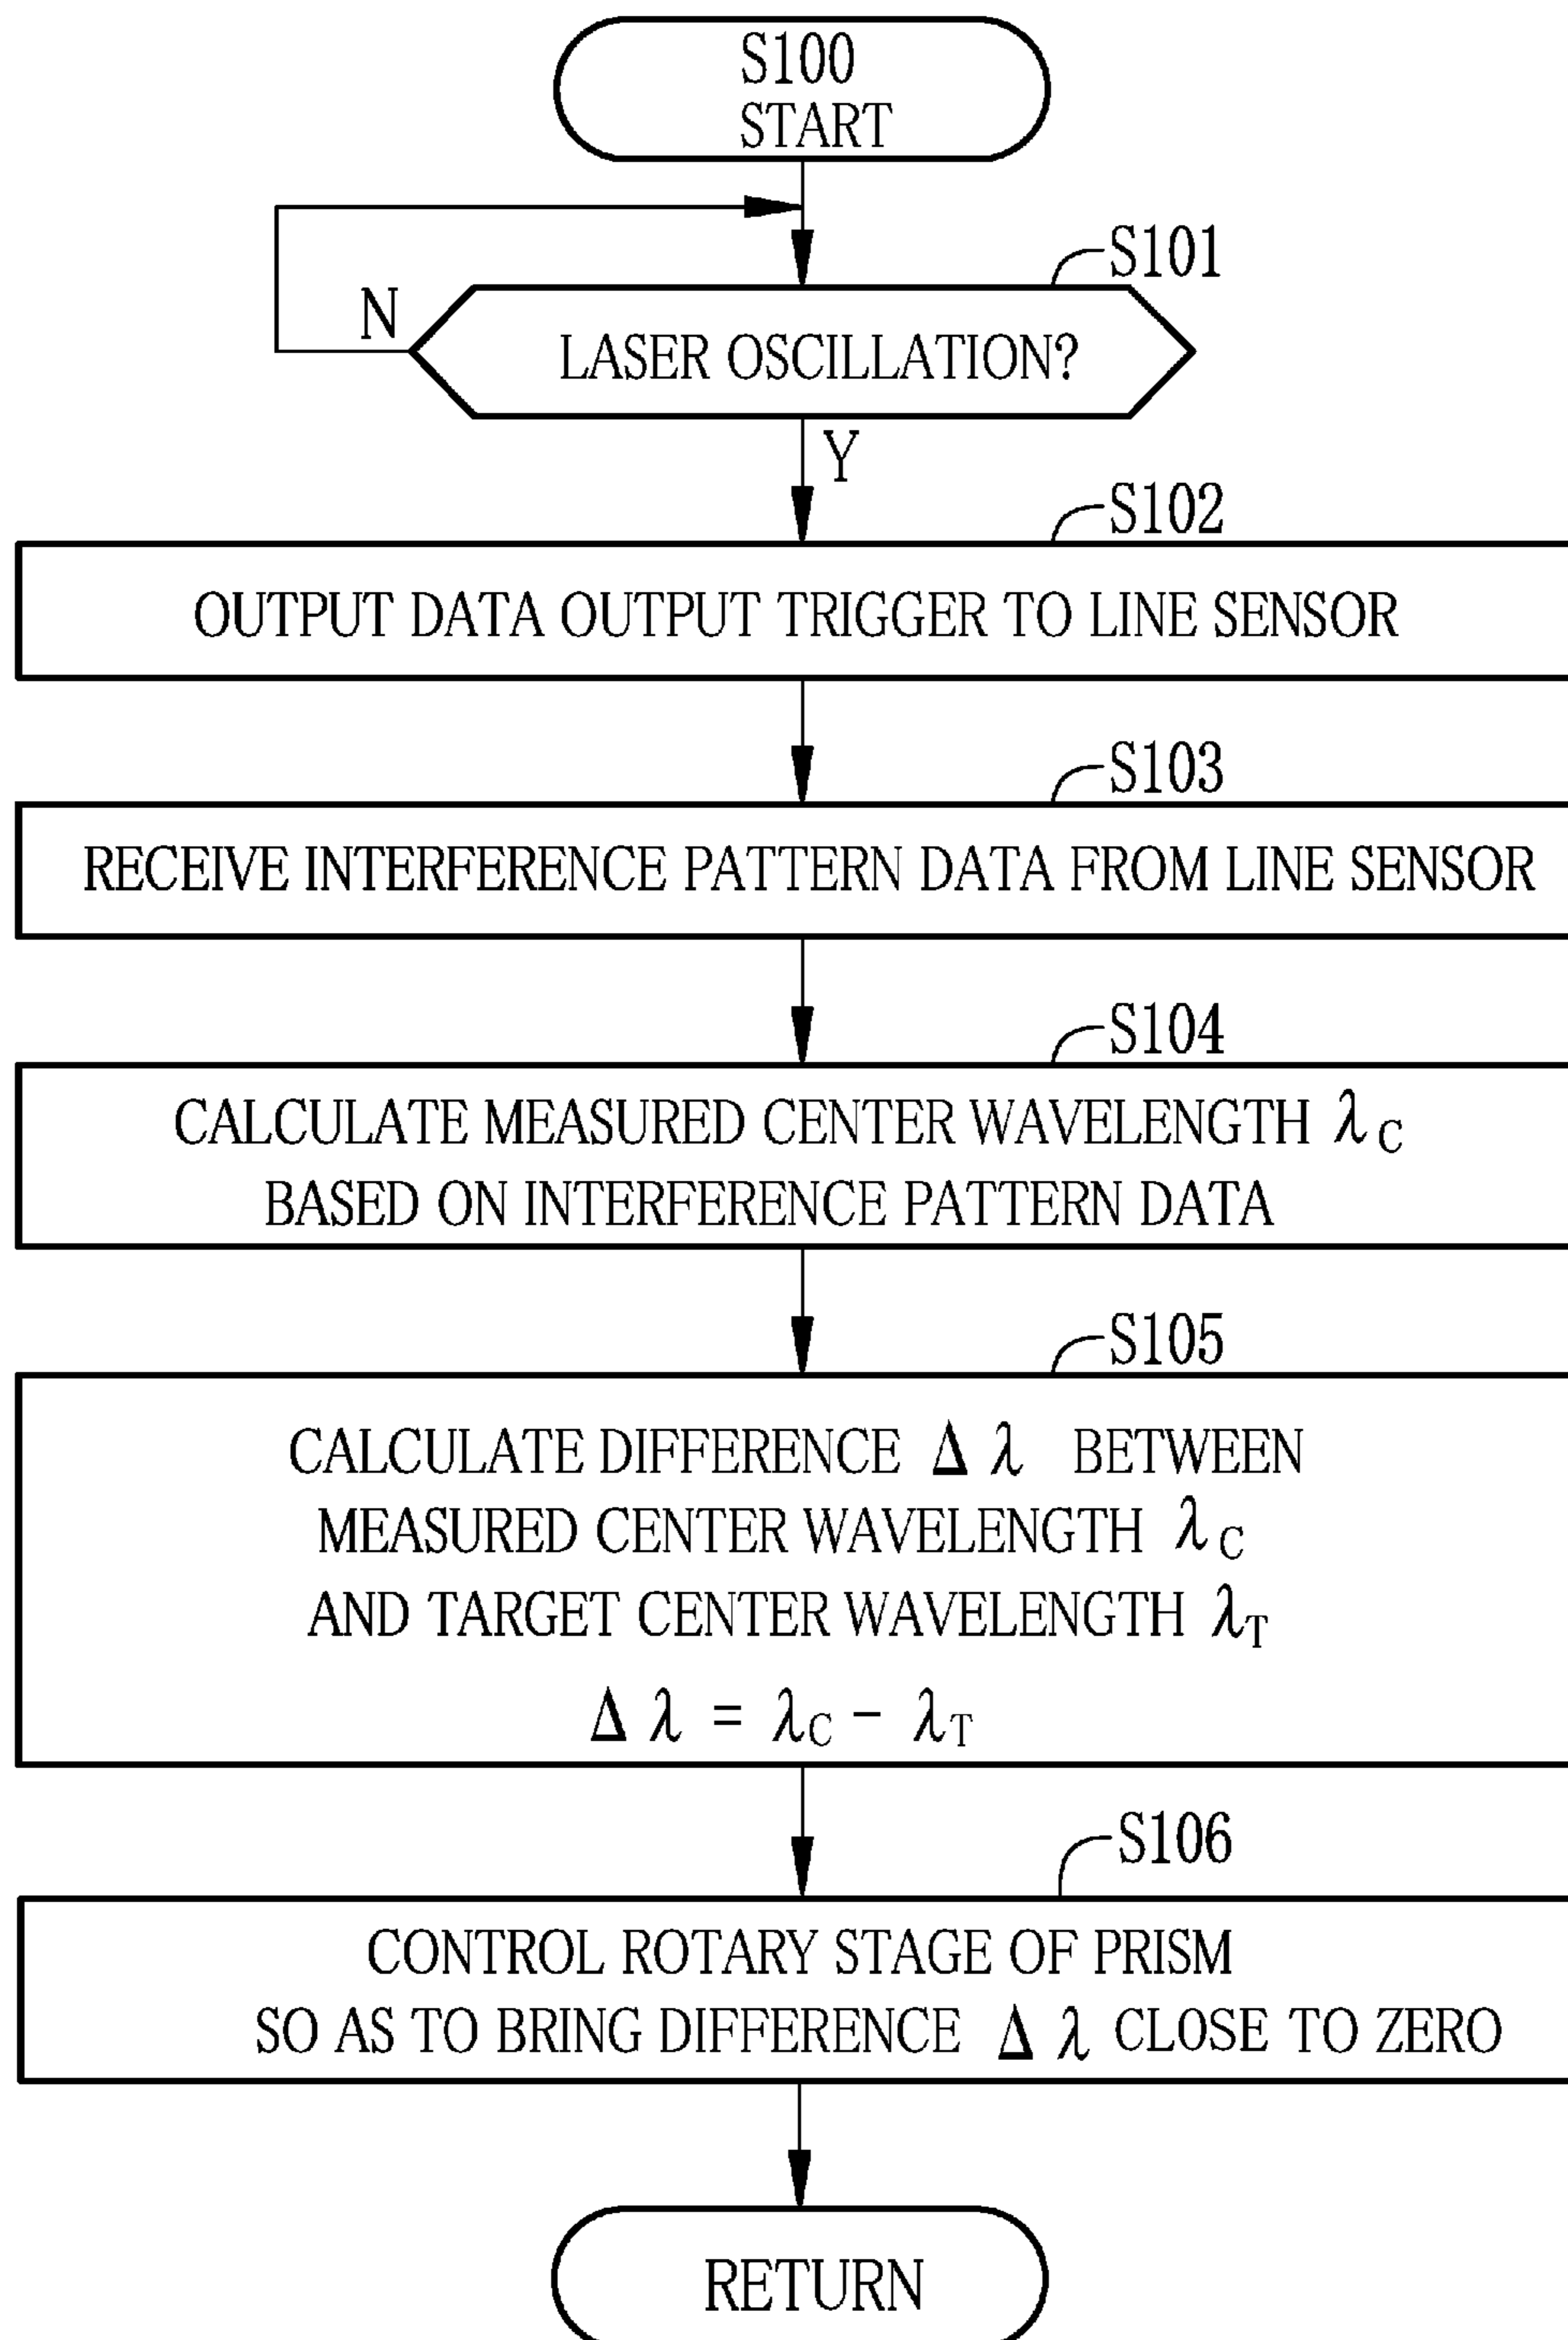 S100
START
S101
N
LASER OSCILLATION?
Y
S102
OUTPUT DATA OUTPUT TRIGGER TO LINE SENSOR
S103
RECEIVE INTERFERENCE PATTERN DATA FROM LINE SENSOR
S104
CALCULATE MEASURED CENTER WAVELENGTH λC
BASED ON INTERFERENCE PATTERN DATA
S105
CALCULATE DIFFERENCE Δλ BETWEEN
MEASURED CENTER WAVELENGTH λC
AND TARGET CENTER WAVELENGTH λT
Δλ = λC - λT
S106
CONTROL ROTARY STAGE OF PRISM
SO AS TO BRING DIFFERENCE Δλ CLOSE TO ZERO
RETURN